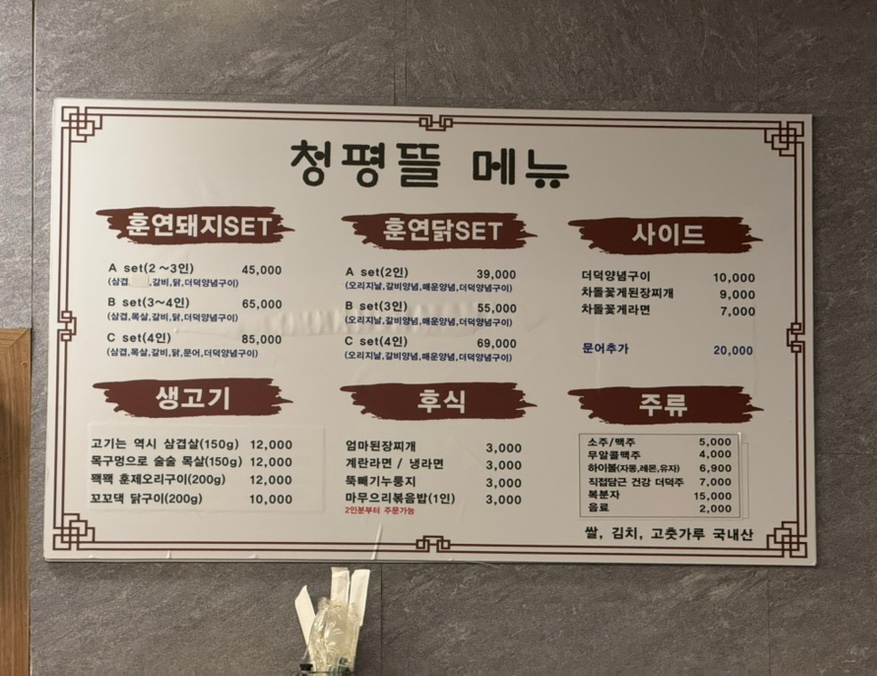 청평뜰 메뉴
훈연돼지SET
A set(2~3인) 45,000
(삼겹 ,갈비,닭,더덕양념구이)
B set(3~4인) 65,000
(삼겹,목살,갈비,닭,더덕양념구이)
C set(4인) 85,000
(삼겹,목살,갈비,닭,문어,더덕양념구이)
훈연닭SET
A set(2인) 39,000
(오리지날,갈비양념,매운양념,더덕양념구이)
B set(3인) 55,000
(오리지날,갈비양념,매운양념,더덕양념구이)
C set(4인) 69,000
(오리지날,갈비양념,매운양념,더덕양념구이)
사이드
더덕양념구이 10,000
차돌꽃게된장찌개 9,000
차돌꽃게라면 7,000
문어추가 20,000
생고기
고기는 역시 삼겹살(150g) 12,000
목구멍으로 술술 목살(150g) 12,000
꽥꽥 훈제오리구이(200g) 12,000
꼬꼬댁 닭구이(200g) 10,000
후식
엄마된장찌개 3,000
계란라면 / 냉라면 3,000
뚝빼기누룽지 3,000
마무으리볶음밥(1인) 3,000
2인분부터 주문가능
주류
소주/맥주 5,000
무알콜맥주 4,000
하이볼(자몽,레몬,유자) 6,900
직접담근 건강 더덕주 7,000
복분자 15,000
음료 2,000
쌀, 김치, 고춧가루 국내산